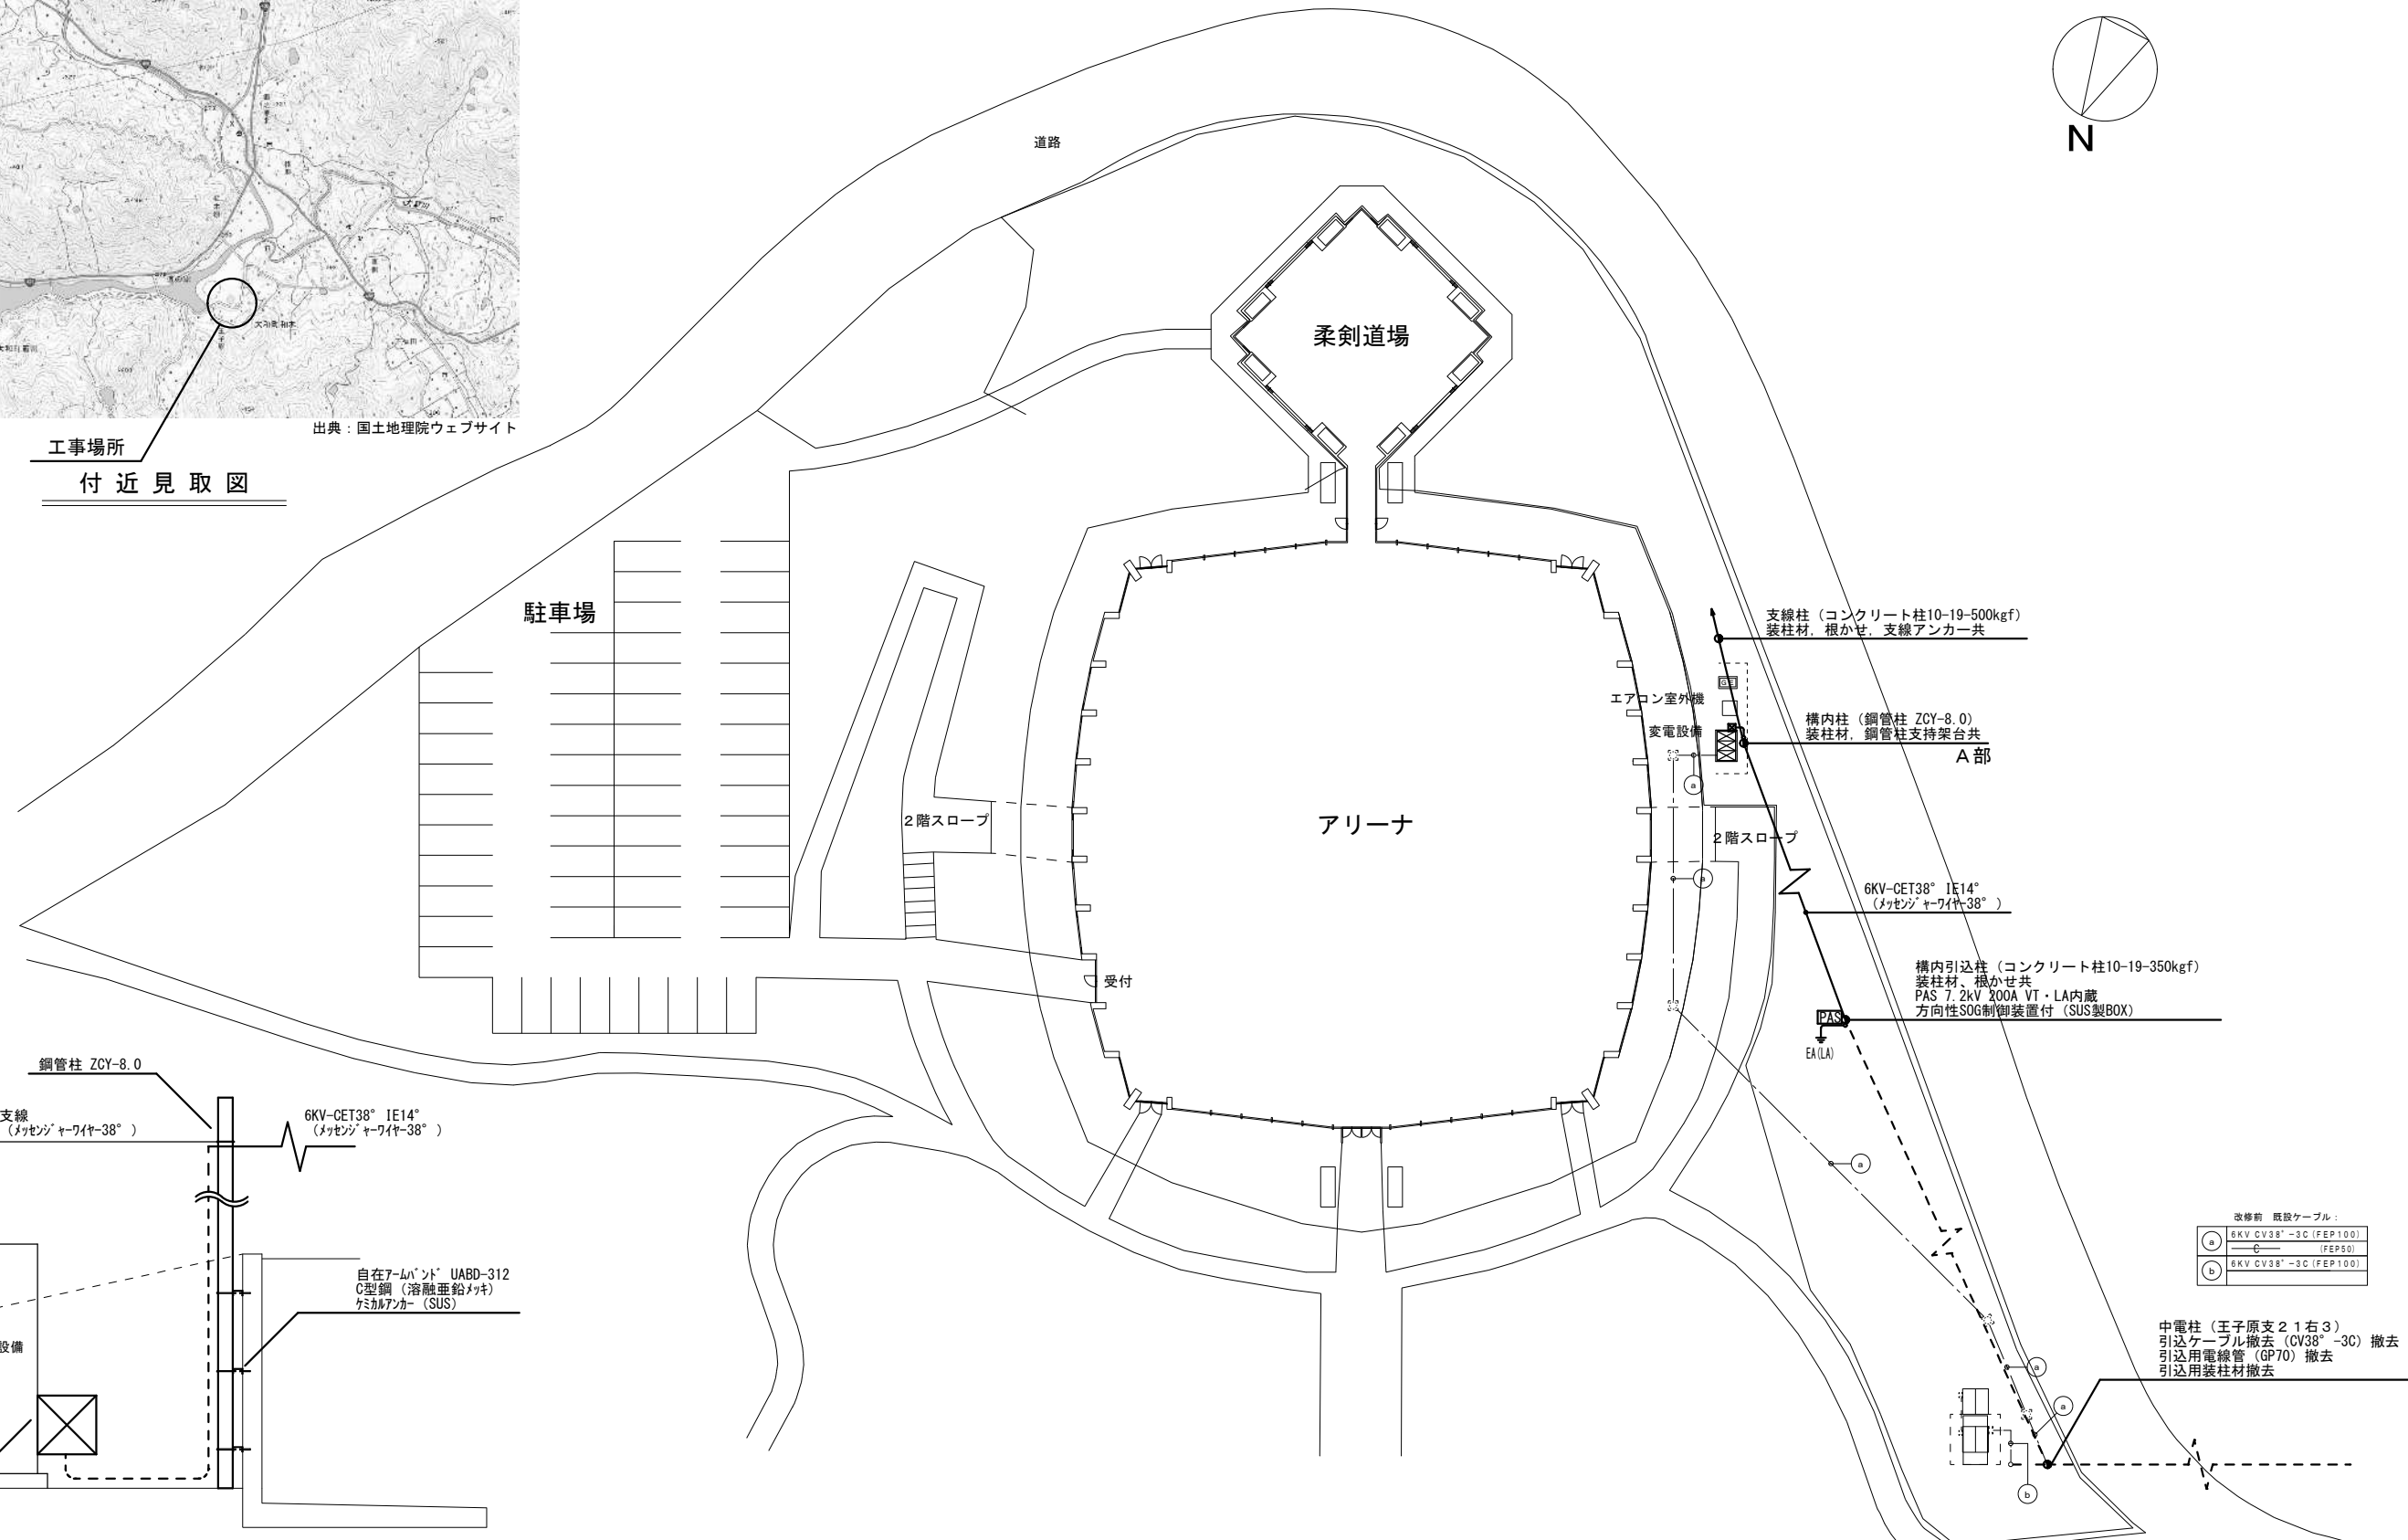 出典：国土地理院ウェブサイト
工事場所
付近見取図
N
道路
柔剣道場
駐車場
アリーナ
２階スロープ
受付
エアコン室外機
変電設備
２階スロープ
支線柱（コンクリート柱10-19-500kgf）
装柱材，根かせ，支線アンカー共
構内柱（鋼管柱 ZCY-8.0）
装柱材，鋼管柱支持架台共
Ａ部
a
a
6KV-CET38° IE14°
（ﾒｯｾﾝｼﾞｬｰﾜｲﾔｰ38°）
構内引込柱（コンクリート柱10-19-350kgf）
装柱材、根かせ共
PAS 7.2kV 200A VT・LA内蔵
方向性SOG制御装置付（SUS製BOX）
PAS
EA(LA)
a
a
a
b
改修前　既設ケーブル：
a
6KV CV38°-3C(FEP100)
C (FEP50)
b
6KV CV38°-3C(FEP100)
中電柱（王子原支２１右３）
引込ケーブル撤去（CV38°-3C）撤去
引込用電線管（GP70）撤去
引込用装柱材撤去
鋼管柱 ZCY-8.0
支線
（ﾒｯｾﾝｼﾞｬｰﾜｲﾔｰ38°）
6KV-CET38° IE14°
（ﾒｯｾﾝｼﾞｬｰﾜｲﾔｰ38°）
自在ｱｰﾑﾊﾞﾝﾄﾞ UABD-312
C型鋼（溶融亜鉛ﾒｯｷ）
ｹﾐｶﾙｱﾝｶｰ（SUS）
設備